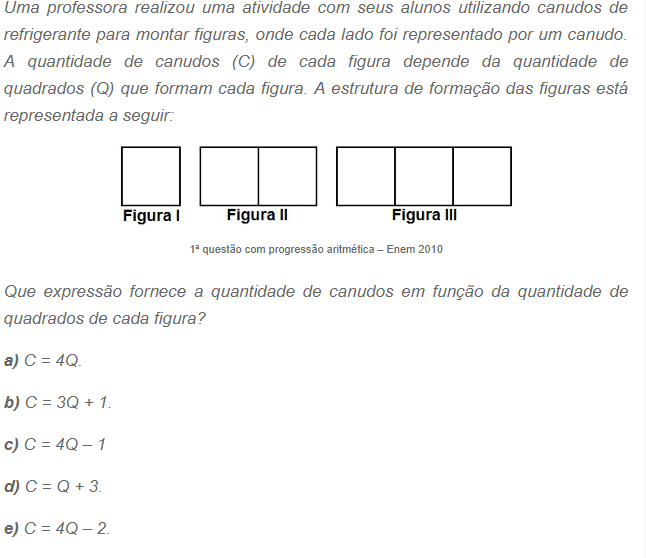 Uma professora realizou uma atividade com seus alunos utilizando canudos de
refrigerante para montar figuras, onde cada lado foi representado por um canudo.
A quantidade de canudos (C) de cada figura depende da quantidade de
quadrados (Q) que formam cada figura. A estrutura de formação das figuras está
representada a seguir:
Figura I Figura II Figura III
1ª questão com progressão aritmética – Enem 2010
Que expressão fornece a quantidade de canudos em função da quantidade de
quadrados de cada figura?
a) C = 4Q.
b) C = 3Q + 1.
c) C = 4Q – 1
d) C = Q + 3.
e) C = 4Q – 2.